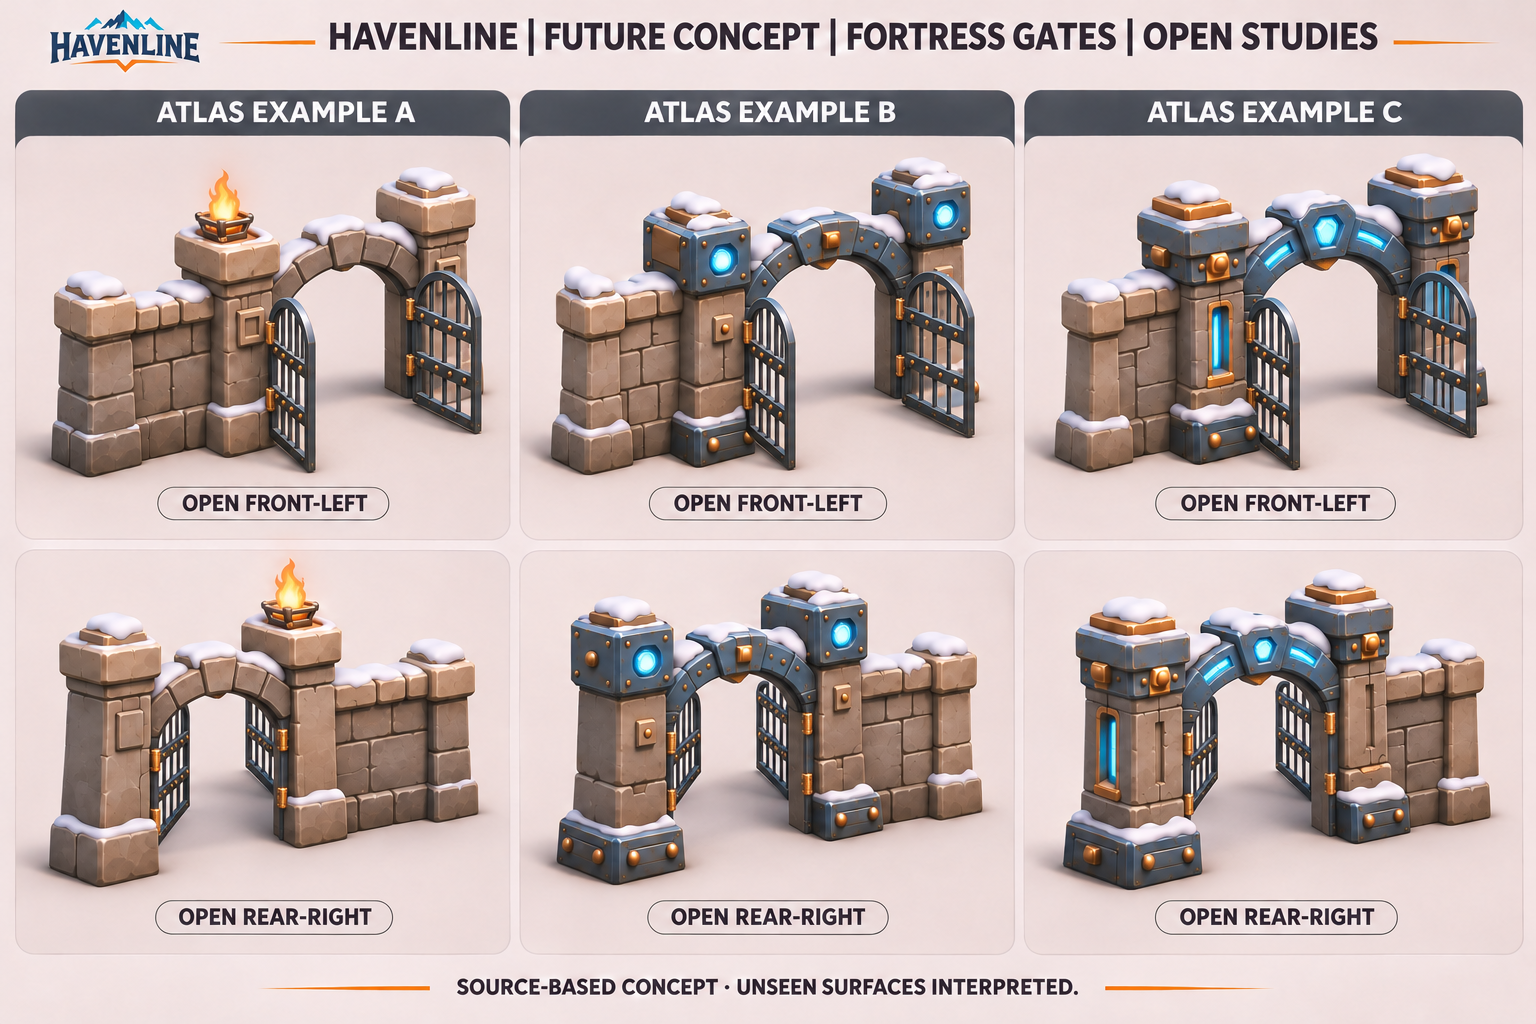 HAVENLINE
HAVENLINE | FUTURE CONCEPT | FORTRESS GATES | OPEN STUDIES
ATLAS EXAMPLE A
ATLAS EXAMPLE B
ATLAS EXAMPLE C
OPEN FRONT-LEFT
OPEN FRONT-LEFT
OPEN FRONT-LEFT
OPEN REAR-RIGHT
OPEN REAR-RIGHT
OPEN REAR-RIGHT
SOURCE-BASED CONCEPT · UNSEEN SURFACES INTERPRETED.